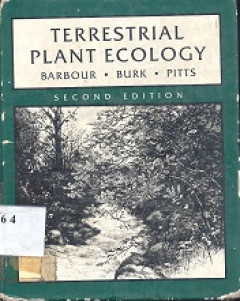 TERRESTRIAL
PLANT ECOLOGY
BARBOUR • BURK • PITTS
SECOND EDITION
64